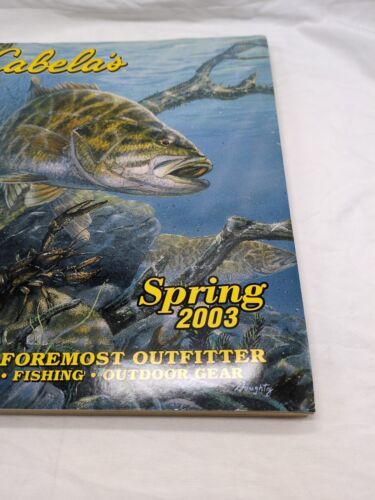 Cabela's
Spring
2003
FOREMOST OUTFITTER
• FISHING • OUTDOOR GEAR